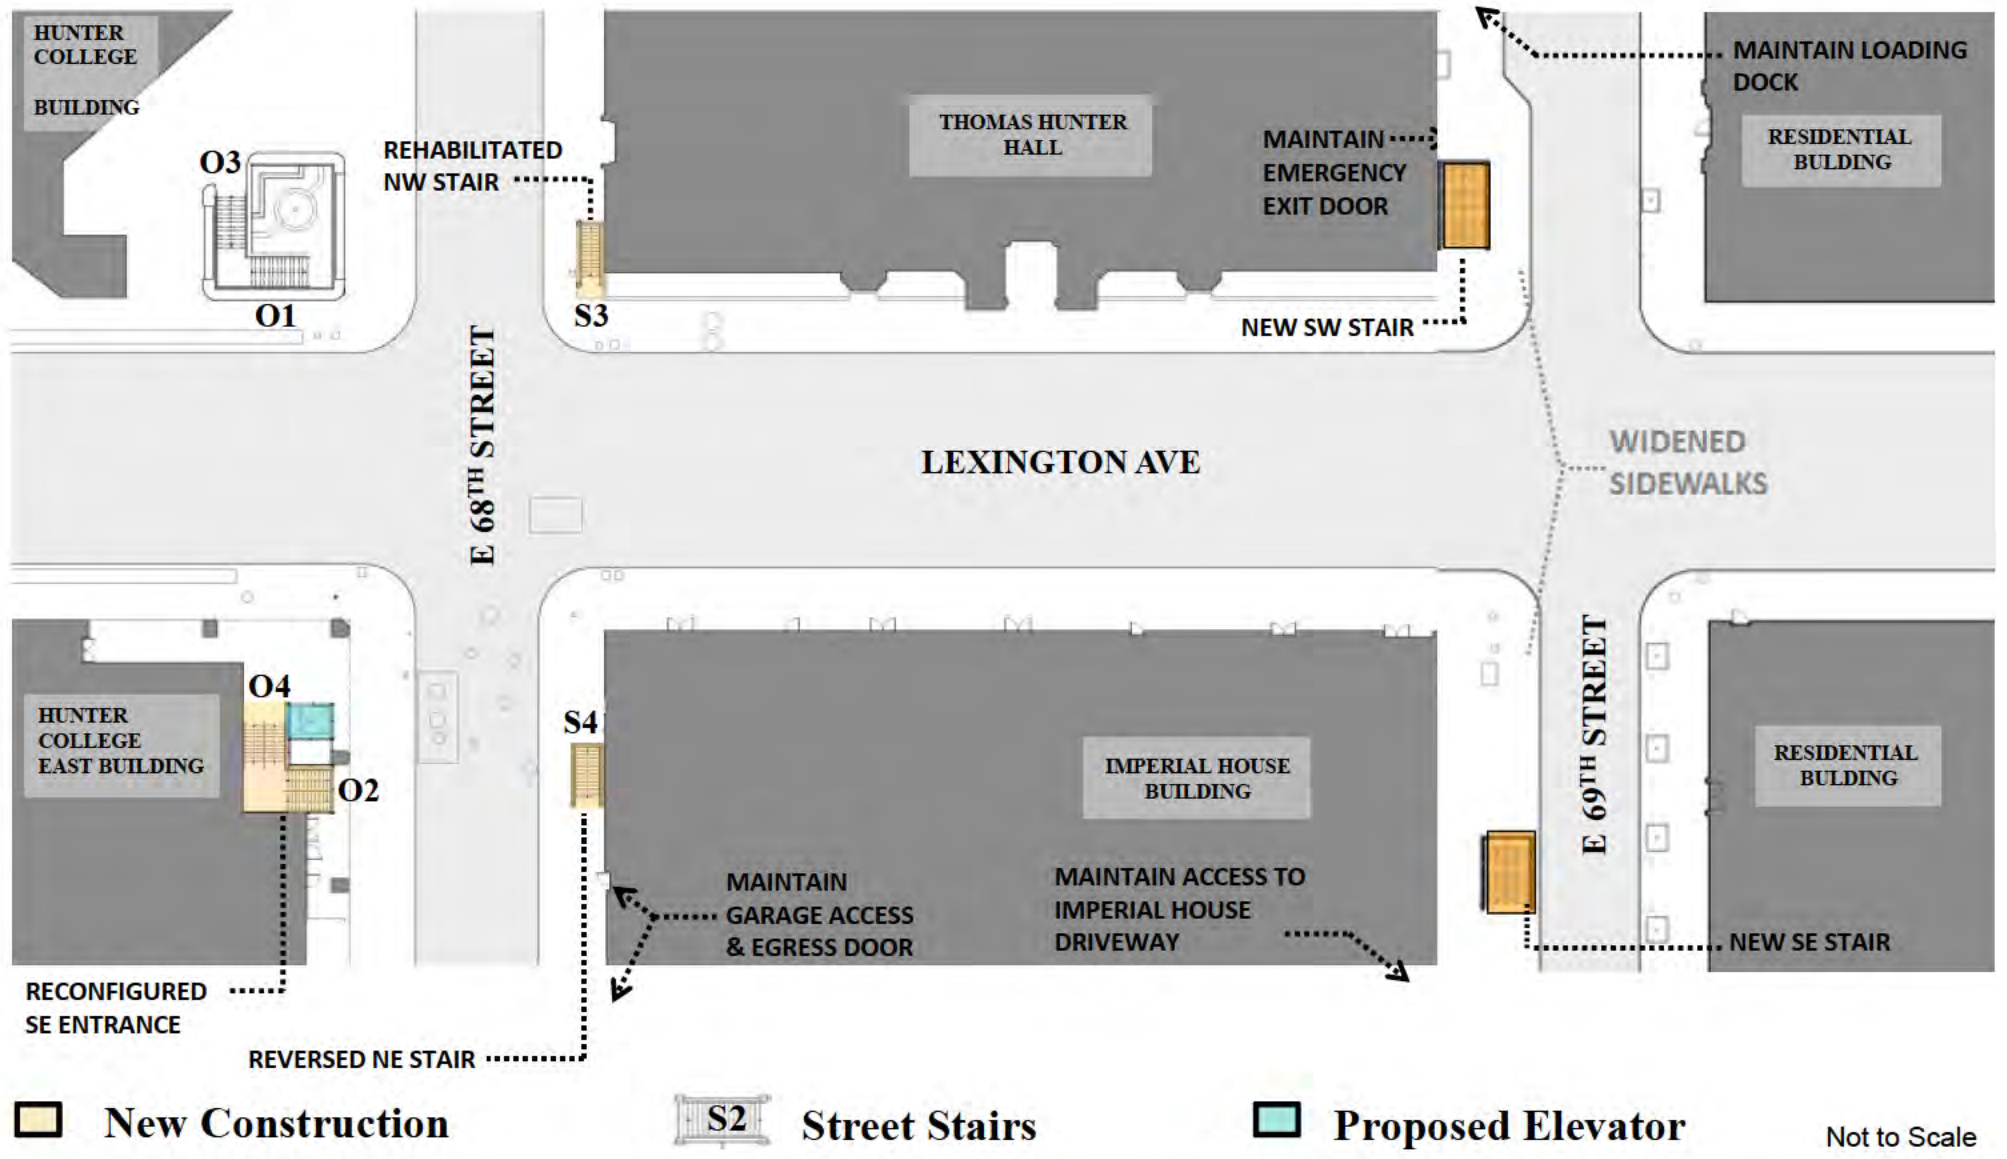 HUNTER
COLLEGE
BUILDING
O3
O1
REHABILITATED
NW STAIR
S3
THOMAS HUNTER
HALL
MAINTAIN
EMERGENCY
EXIT DOOR
NEW SW STAIR
MAINTAIN LOADING
DOCK
RESIDENTIAL
BULDING
E 68TH STREET
LEXINGTON AVE
WIDENED
SIDEWALKS
E 69TH STREET
HUNTER
COLLEGE
EAST BUILDING
O4
O2
S4
IMPERIAL HOUSE
BUILDING
RESIDENTIAL
BULDING
MAINTAIN
GARAGE ACCESS
& EGRESS DOOR
MAINTAIN ACCESS TO
IMPERIAL HOUSE
DRIVEWAY
NEW SE STAIR
RECONFIGURED
SE ENTRANCE
REVERSED NE STAIR
New Construction
S2
Street Stairs
Proposed Elevator
Not to Scale